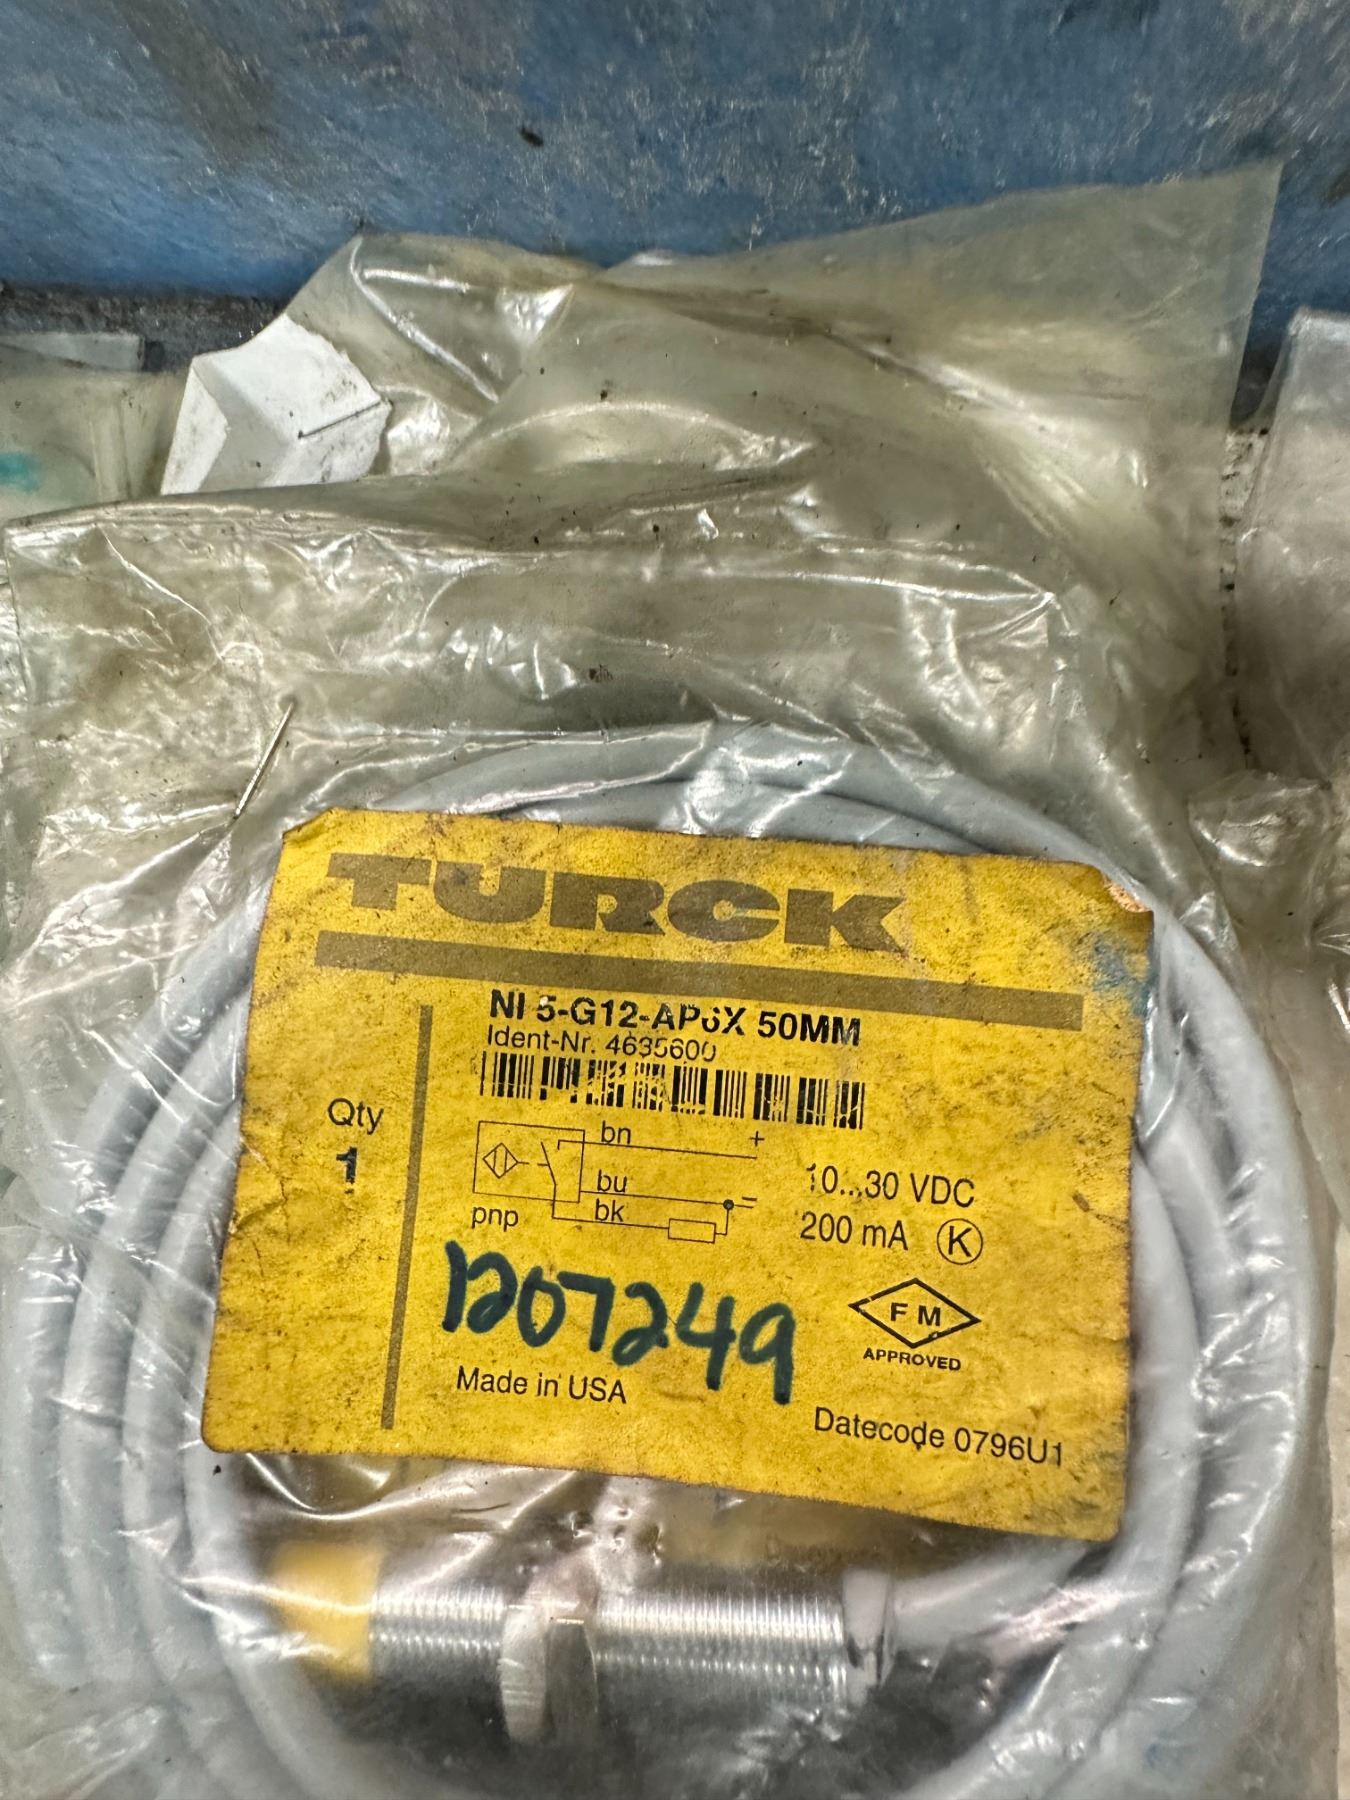 TURCK
NI 5-G12-AP6X 50MM
Ident-Nr. 4635600
Qty
1
bn
+
bu
-
bk
pnp
10...30 VDC
200 mA K
1207249
FM
APPROVED
Made in USA
Datecode 0796U1